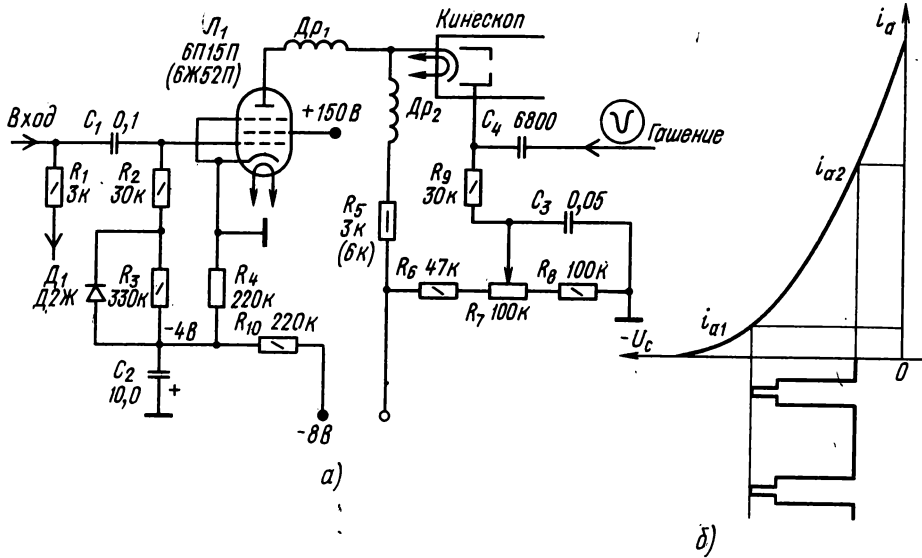 Л₁
6П15П
(6Ж52П)
Др₁
Кинескоп
iₐ
Вход
C₁ 0,1
+150В
Др₂
C₄ 6800
Гашение
R₁
3к
R₂
30к
R₉
30к
C₃ 0,05
iₐ₂
R₅
3к
(6к)
Д₁
Д2Ж
R₃
330к
R₄
220к
R₆ 47к
R₈ 100к
R₇ 100к
iₐ₁
-4В
R₁₀ 220к
-U_c
0
C₂
10,0
+
-8В
а)
б)